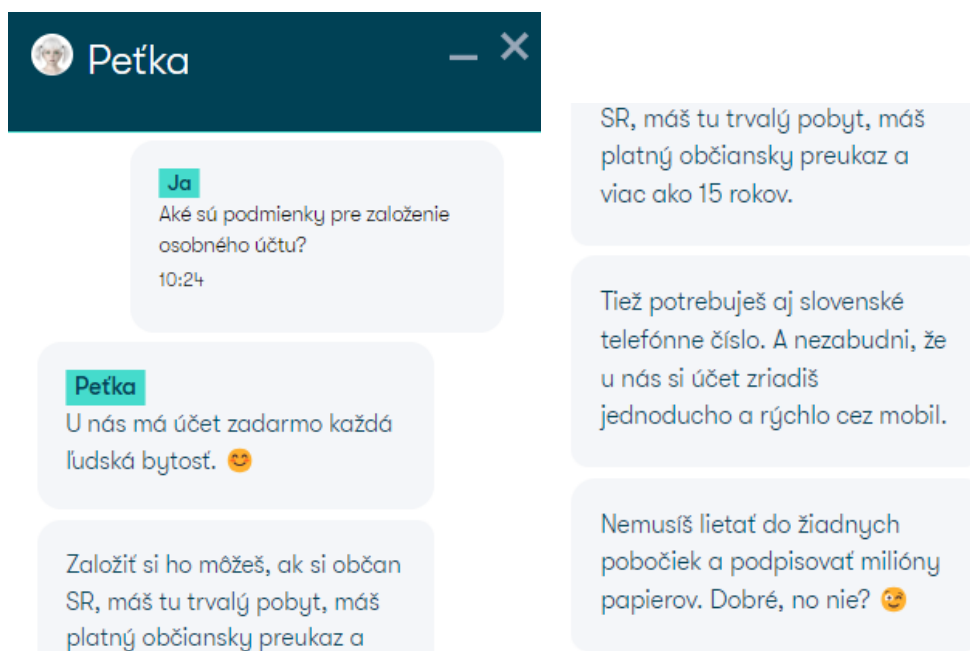 Peťka
Ja
Aké sú podmienky pre založenie
osobného účtu?
10:24
Peťka
U nás má účet zadarmo každá
ľudská bytosť. 😊
Založiť si ho môžeš, ak si občan
SR, máš tu trvalý pobyt, máš
platný občiansky preukaz a
SR, máš tu trvalý pobyt, máš
platný občiansky preukaz a
viac ako 15 rokov.
Tiež potrebuješ aj slovenské
telefónne číslo. A nezabudni, že
u nás si účet zriadiš
jednoducho a rýchlo cez mobil.
Nemusíš lietať do žiadnych
pobočiek a podpisovať milióny
papierov. Dobré, no nie? 😉